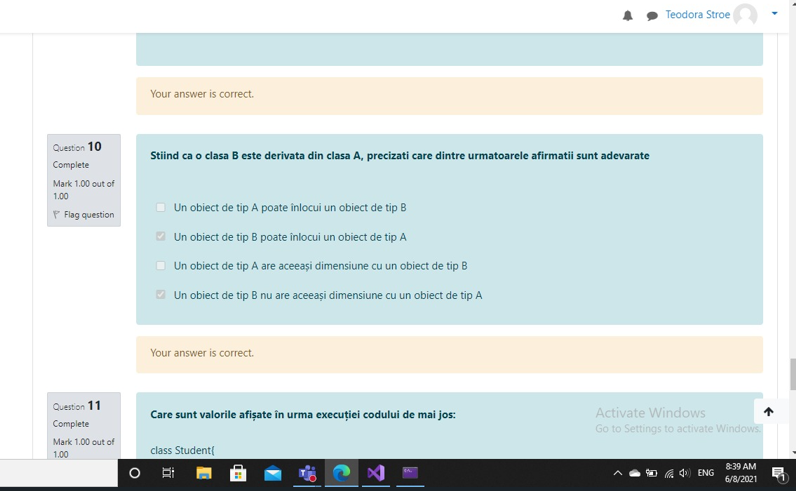 Teodora Stroe
Your answer is correct.
Question 10
Complete
Mark 1.00 out of
1.00
Flag question
Stiind ca o clasa B este derivata din clasa A, precizati care dintre urmatoarele afirmatii sunt adevarate
Un obiect de tip A poate înlocui un obiect de tip B
Un obiect de tip B poate înlocui un obiect de tip A
Un obiect de tip A are aceeași dimensiune cu un obiect de tip B
Un obiect de tip B nu are aceeași dimensiune cu un obiect de tip A
Your answer is correct.
Question 11
Complete
Mark 1.00 out of
1.00
Care sunt valorile afișate în urma execuției codului de mai jos:
class Student{
Activate Windows
Go to Settings to activate Windows.
ENG
8:39 AM
6/8/2021
1